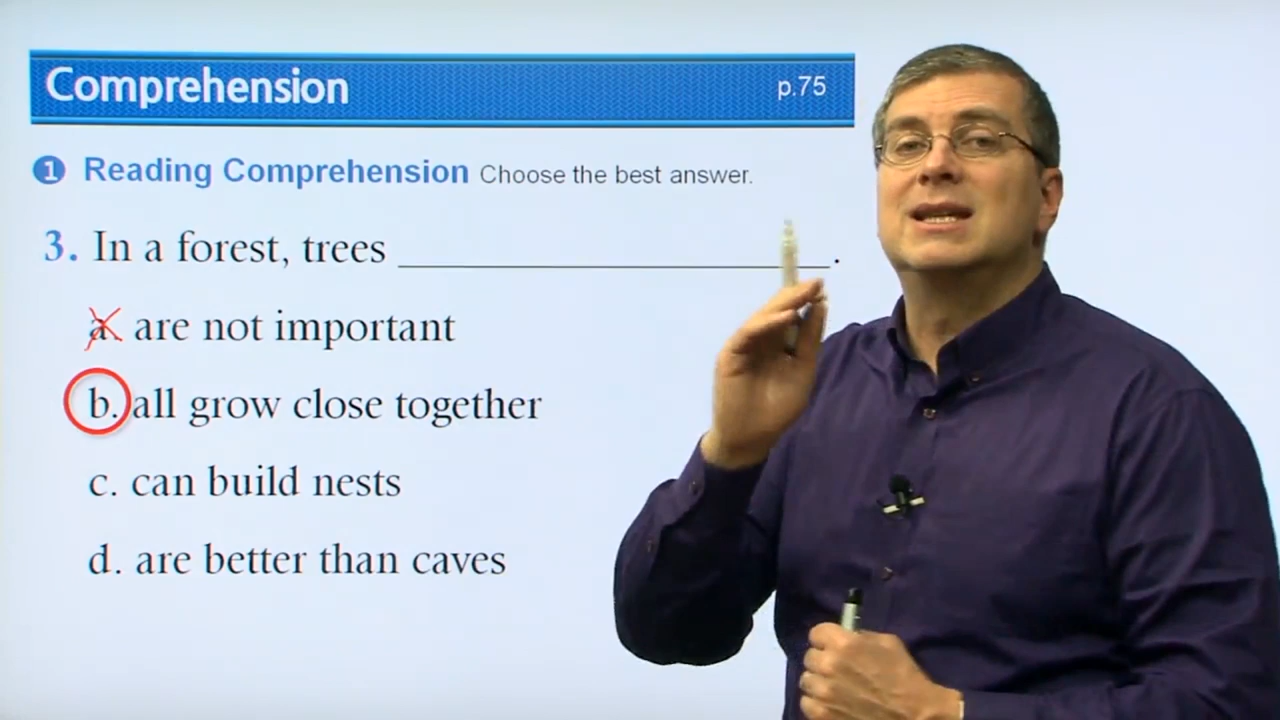 Comprehension p.75
1 Reading Comprehension Choose the best answer.
3. In a forest, trees ____________________.
a. are not important
b. all grow close together
c. can build nests
d. are better than caves